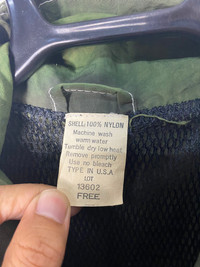 SHELL: 100% NYLON
Machine wash
warm water
Tumble dry low heat
Remove promptly
Use no bleach
TYPE IN U.S.A
LOT
13602
FREE